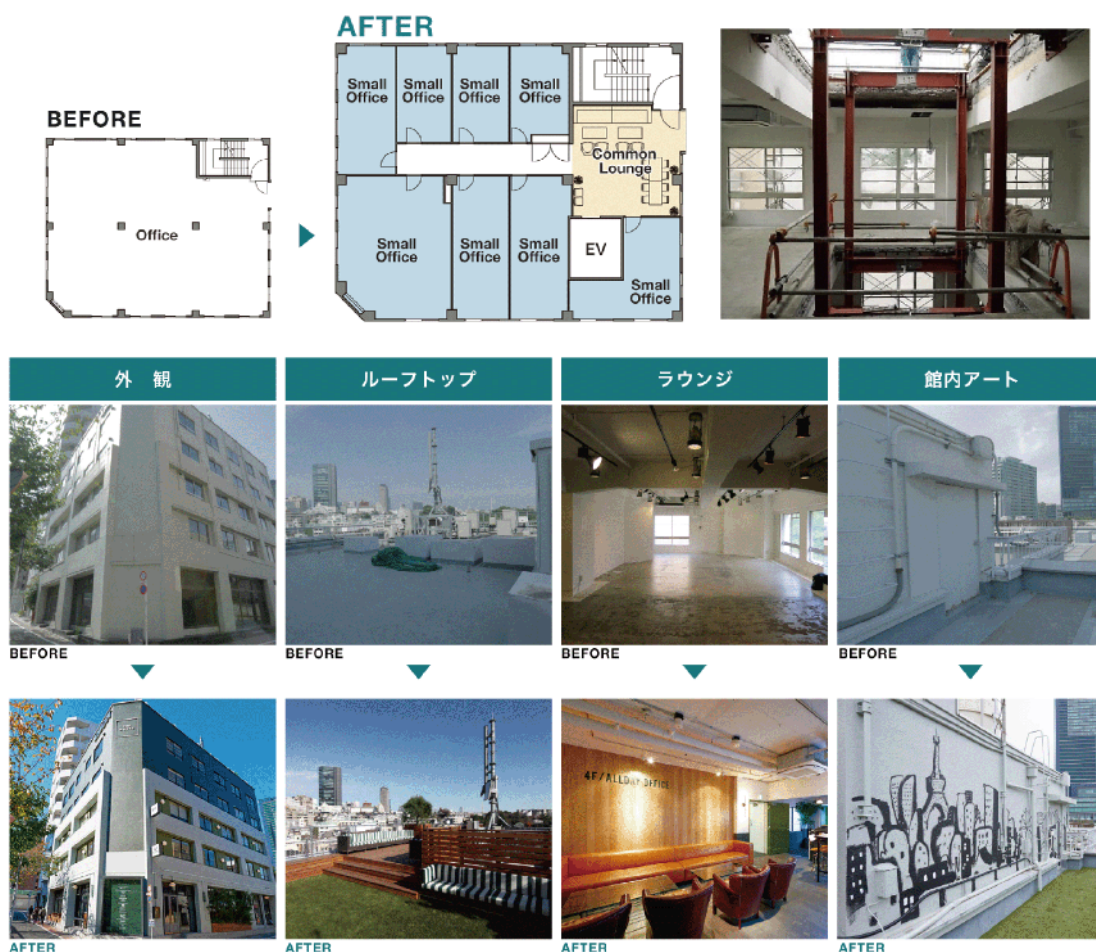 AFTER
BEFORE
Office
Small
Office
Small
Office
Small
Office
Small
Office
Common
Lounge
Small
Office
Small
Office
Small
Office
EV
Small
Office
外 観
ルーフトップ
ラウンジ
館内アート
BEFORE
BEFORE
BEFORE
BEFORE
4F/ALLDAY OFFICE
AFTER
AFTER
AFTER
AFTER